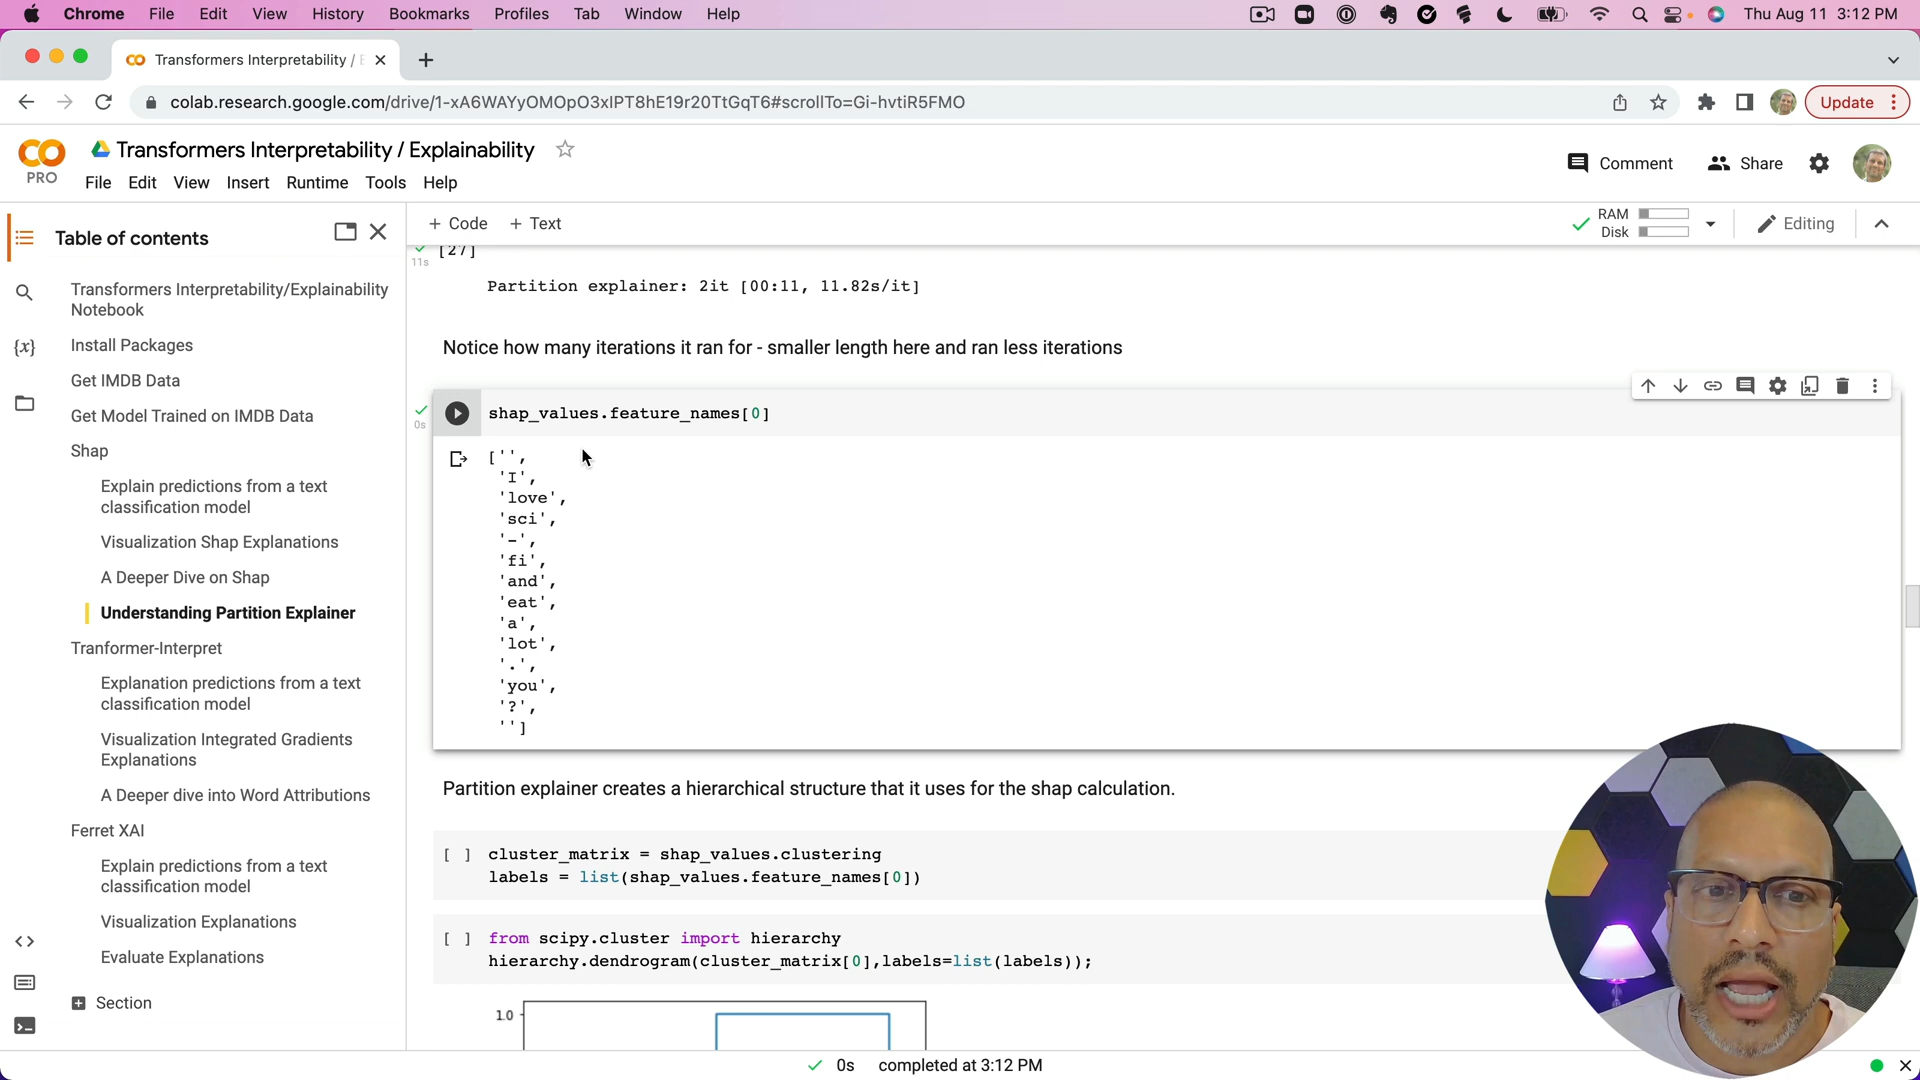 Chrome File Edit View History Bookmarks Profiles Tab Window Help Thu Aug 11 3:12 PM
Transformers Interpretability / E
colab.research.google.com/drive/1-xA6WAYyOMOpO3xIPT8hE19r20TtGqT6#scrollTo=Gi-hvtiR5FMO Update
Transformers Interpretability / Explainability
PRO
File Edit View Insert Runtime Tools Help
Comment Share
Table of contents
+ Code + Text
RAM
Disk
Editing
Transformers Interpretability/Explainability
Notebook
Install Packages
Get IMDB Data
Get Model Trained on IMDB Data
Shap
Explain predictions from a text
classification model
Visualization Shap Explanations
A Deeper Dive on Shap
Understanding Partition Explainer
Tranformer-Interpret
Explanation predictions from a text
classification model
Visualization Integrated Gradients
Explanations
A Deeper dive into Word Attributions
Ferret XAI
Explain predictions from a text
classification model
Visualization Explanations
Evaluate Explanations
Section
[27]
11s
Partition explainer: 2it [00:11, 11.82s/it]
Notice how many iterations it ran for - smaller length here and ran less iterations
0s
shap_values.feature_names[0]
['',
'I',
'love',
'sci',
'-',
'fi',
'and',
'eat',
'a',
'lot',
'.',
'you',
'?',
'']
Partition explainer creates a hierarchical structure that it uses for the shap calculation.
[ ] cluster_matrix = shap_values.clustering
labels = list(shap_values.feature_names[0])
[ ] from scipy.cluster import hierarchy
hierarchy.dendrogram(cluster_matrix[0],labels=list(labels));
1.0
0s completed at 3:12 PM